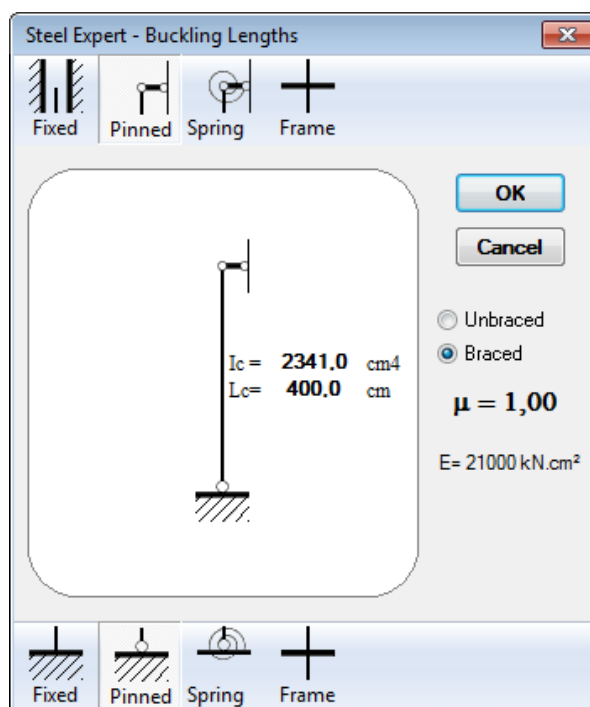 Steel Expert - Buckling Lengths
Fixed Pinned Spring Frame
OK
Cancel
Unbraced
Braced
Ic = 2341,0 cm4
Lc= 400,0 cm
μ = 1,00
E= 21000 kN.cm²
Fixed Pinned Spring Frame